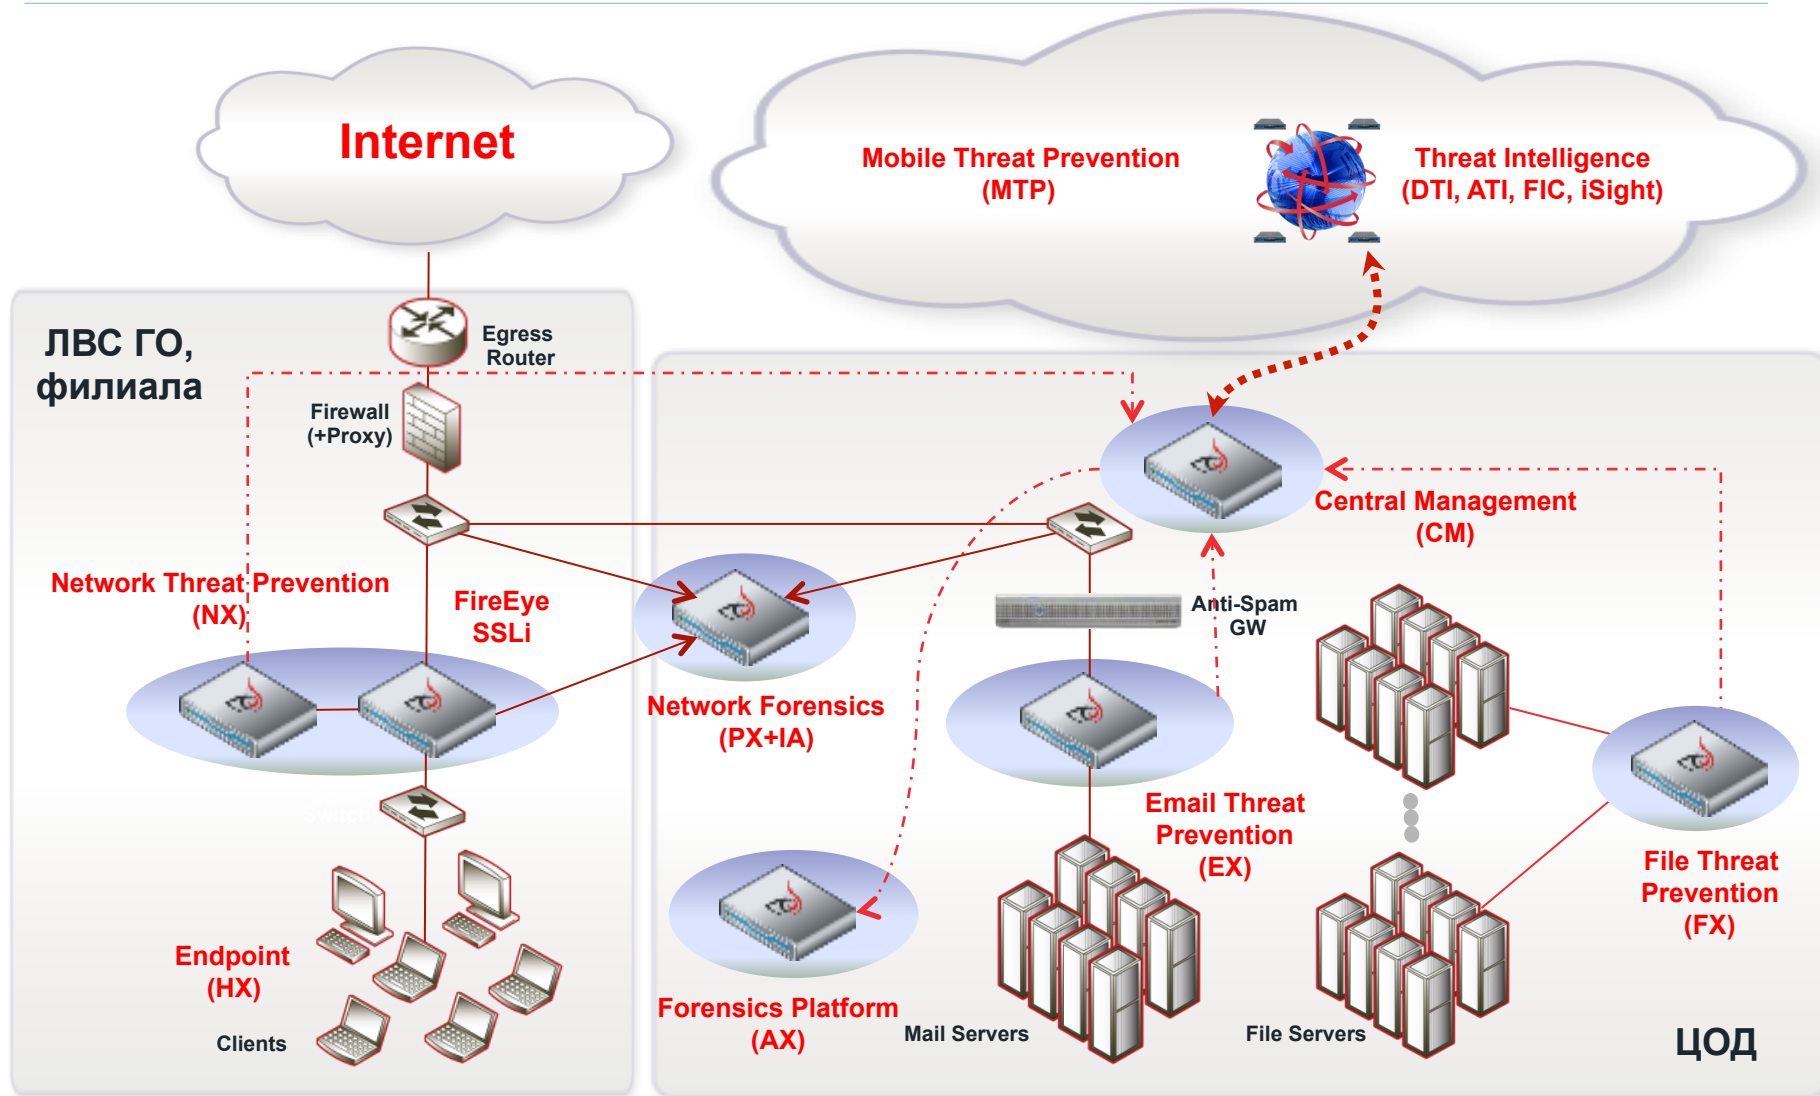 Internet
Mobile Threat Prevention
(MTP)
Threat Intelligence
(DTI, ATI, FIC, iSight)
ЛВС ГО,
филиала
Egress
Router
Firewall
(+Proxy)
Central Management
(CM)
Network Threat Prevention
(NX)
FireEye
SSLi
Anti-Spam
GW
Network Forensics
(PX+IA)
Switch
Email Threat
Prevention
(EX)
File Threat
Prevention
(FX)
Endpoint
(HX)
Clients
Forensics Platform
(AX)
Mail Servers
File Servers
ЦОД